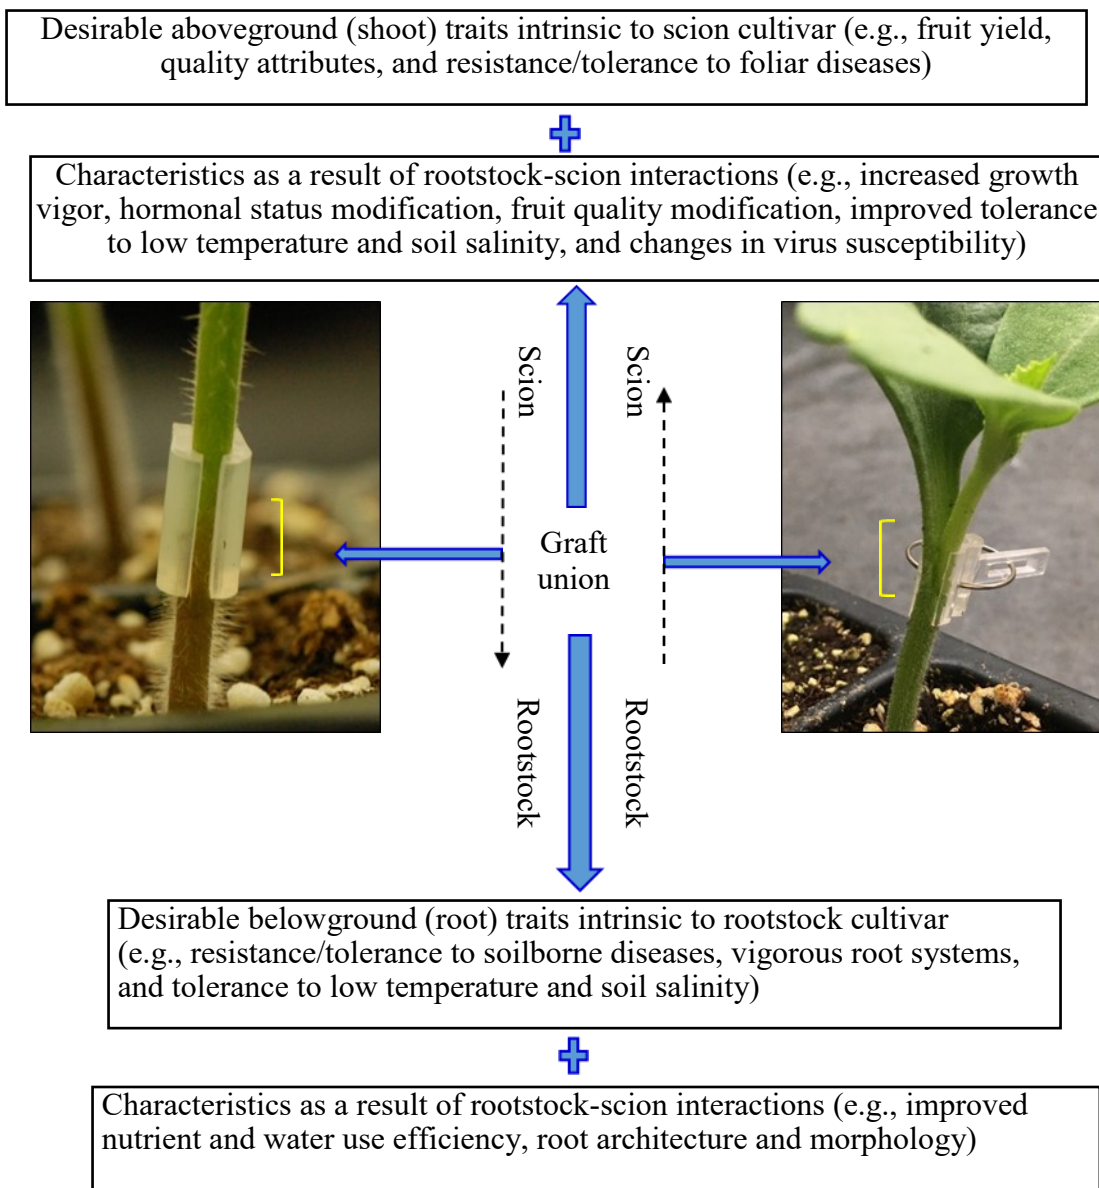 Desirable aboveground (shoot) traits intrinsic to scion cultivar (e.g., fruit yield,
quality attributes, and resistance/tolerance to foliar diseases)
Characteristics as a result of rootstock-scion interactions (e.g., increased growth
vigor, hormonal status modification, fruit quality modification, improved tolerance
to low temperature and soil salinity, and changes in virus susceptibility)
Scion
Scion
Graft
union
Rootstock
Rootstock
Desirable belowground (root) traits intrinsic to rootstock cultivar
(e.g., resistance/tolerance to soilborne diseases, vigorous root systems,
and tolerance to low temperature and soil salinity)
Characteristics as a result of rootstock-scion interactions (e.g., improved
nutrient and water use efficiency, root architecture and morphology)